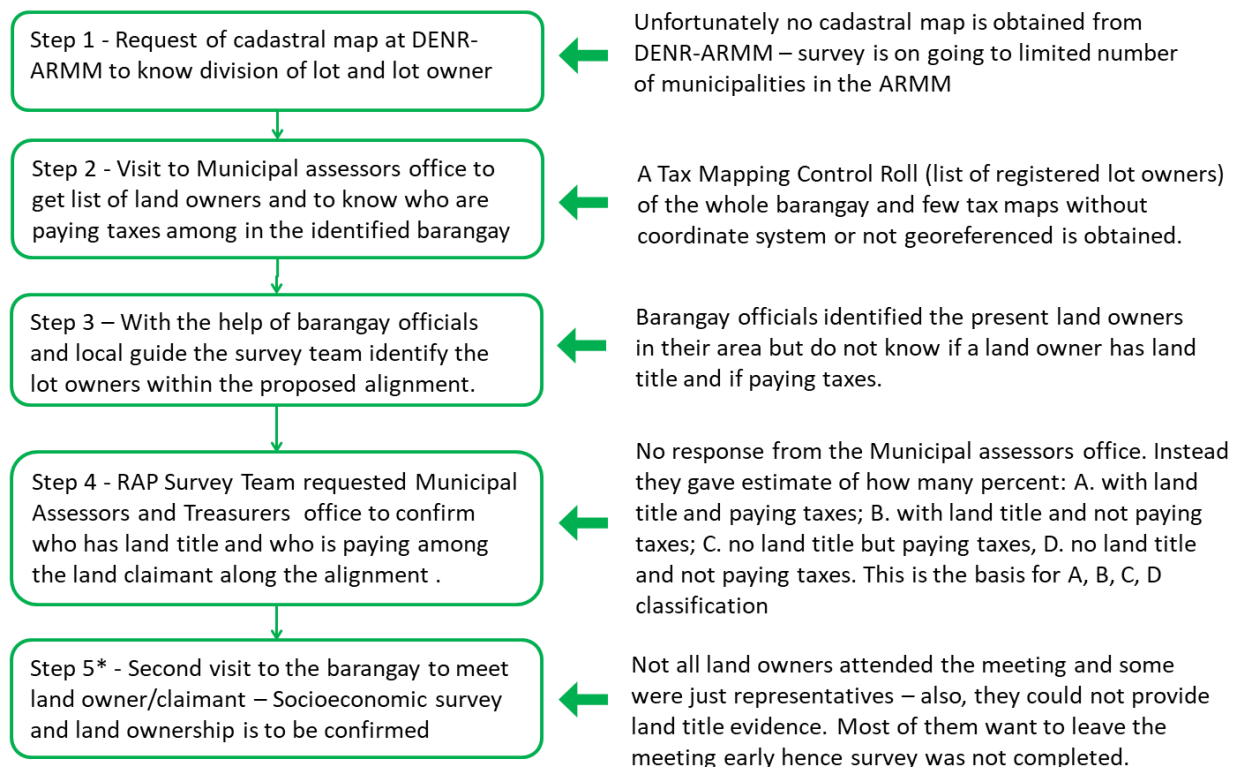 Step 1 - Request of cadastral map at DENR-
ARMM to know division of lot and lot owner
Unfortunately no cadastral map is obtained from
DENR-ARMM – survey is on going to limited number
of municipalities in the ARMM
Step 2 - Visit to Municipal assessors office to
get list of land owners and to know who are
paying taxes among in the identified barangay
A Tax Mapping Control Roll (list of registered lot owners)
of the whole barangay and few tax maps without
coordinate system or not georeferenced is obtained.
Step 3 – With the help of barangay officials
and local guide the survey team identify the
lot owners within the proposed alignment.
Barangay officials identified the present land owners
in their area but do not know if a land owner has land
title and if paying taxes.
Step 4 - RAP Survey Team requested Municipal
Assessors and Treasurers office to confirm
who has land title and who is paying among
the land claimant along the alignment .
No response from the Municipal assessors office. Instead
they gave estimate of how many percent: A. with land
title and paying taxes; B. with land title and not paying
taxes; C. no land title but paying taxes, D. no land title
and not paying taxes. This is the basis for A, B, C, D
classification
Step 5* - Second visit to the barangay to meet
land owner/claimant – Socioeconomic survey
and land ownership is to be confirmed
Not all land owners attended the meeting and some
were just representatives – also, they could not provide
land title evidence. Most of them want to leave the
meeting early hence survey was not completed.